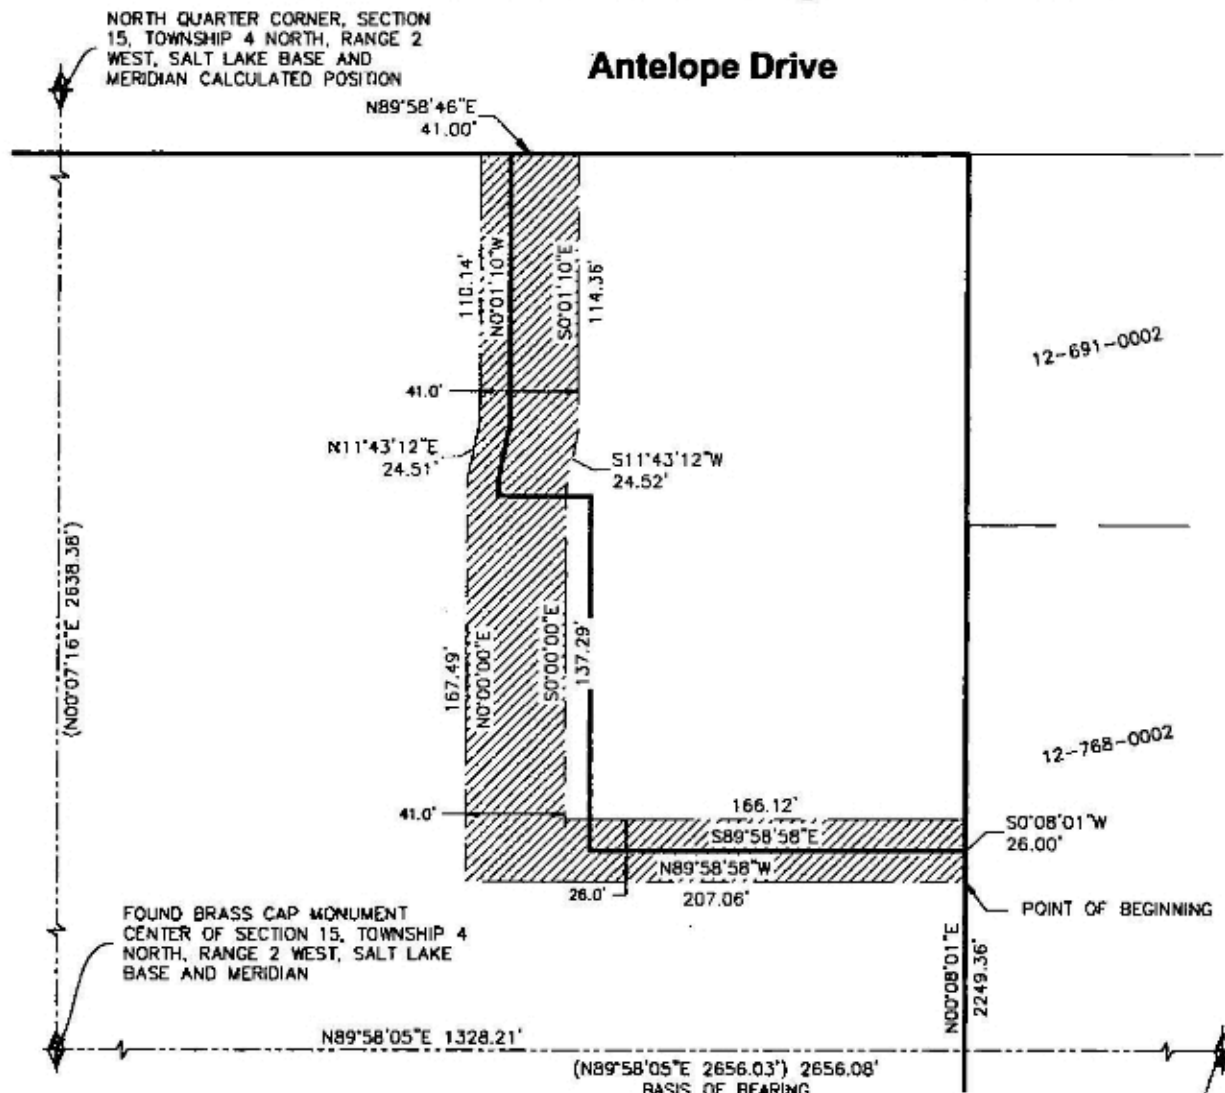 NORTH QUARTER CORNER, SECTION
15, TOWNSHIP 4 NORTH, RANGE 2
WEST, SALT LAKE BASE AND
MERIDIAN CALCULATED POSITION
Antelope Drive
N89°58'46"E
41.00'
110.14'
N0°01'10"W
S0°01'10"E
114.36'
12-691-0002
41.0'
N11°43'12"E
24.51'
S11°43'12"W
24.52'
(N00°07'16"E 2638.38')
167.49'
N0°00'00"E
S0°00'00"E
137.29'
12-768-0002
41.0'
166.12'
S89°58'58"E
S0°08'01"W
26.00'
N89°58'58"W
26.0'
207.06'
POINT OF BEGINNING
FOUND BRASS CAP MONUMENT
CENTER OF SECTION 15, TOWNSHIP 4
NORTH, RANGE 2 WEST, SALT LAKE
BASE AND MERIDIAN
N00°08'01"E
2249.36'
N89°58'05"E 1328.21'
(N89°58'05"E 2656.03') 2656.08'
BASIS OF BEARING